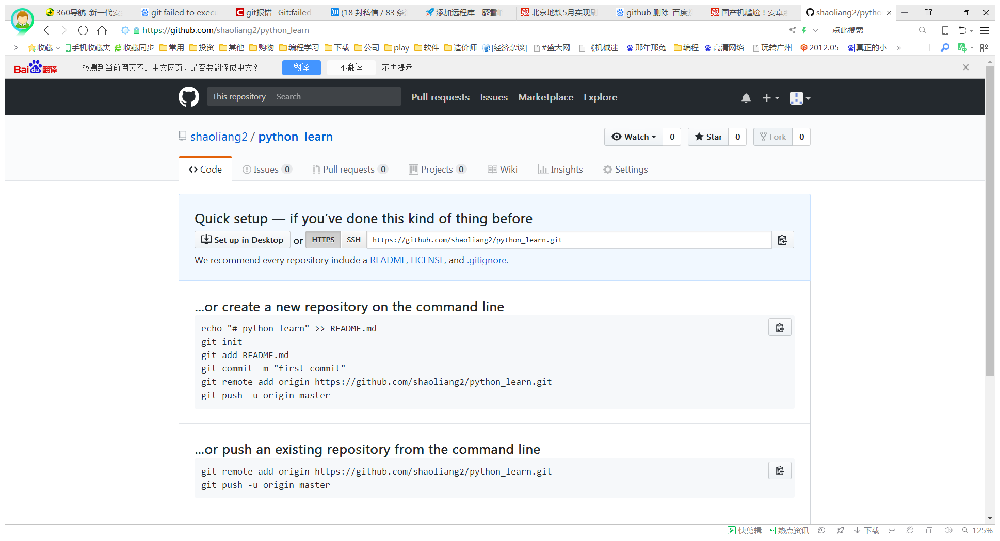 360导航_新一代安
git failed to exec
git报错--Git:failed
(18 封私信 / 83 条
添加远程库 - 廖雪
北京地铁5月实现刷
github 删除_百度
国产机尴尬！安卓
shaoliang2/pytho
https://github.com/shaoliang2/python_learn
点此搜索
收藏 手机收藏夹 收藏同步 常用 投资 其他 购物 编程学习 下载 公司 play 软件 造价师 [经济杂谈] #盛大网 《机械迷 那年那兔 编程 高清网络 玩转广州 2012.05 真正的小 »
Bai du 翻译 检测到当前网页不是中文网页，是否要翻译成中文？ 翻译 不翻译 不再提示
This repository Search Pull requests Issues Marketplace Explore
shaoliang2 / python_learn
Watch 0 Star 0 Fork 0
Code Issues 0 Pull requests 0 Projects 0 Wiki Insights Settings
Quick setup — if you’ve done this kind of thing before
Set up in Desktop or HTTPS SSH https://github.com/shaoliang2/python_learn.git
We recommend every repository include a README, LICENSE, and .gitignore.
…or create a new repository on the command line
echo "# python_learn" >> README.md
git init
git add README.md
git commit -m "first commit"
git remote add origin https://github.com/shaoliang2/python_learn.git
git push -u origin master
…or push an existing repository from the command line
git remote add origin https://github.com/shaoliang2/python_learn.git
git push -u origin master
快剪辑 热点资讯 下载 125%